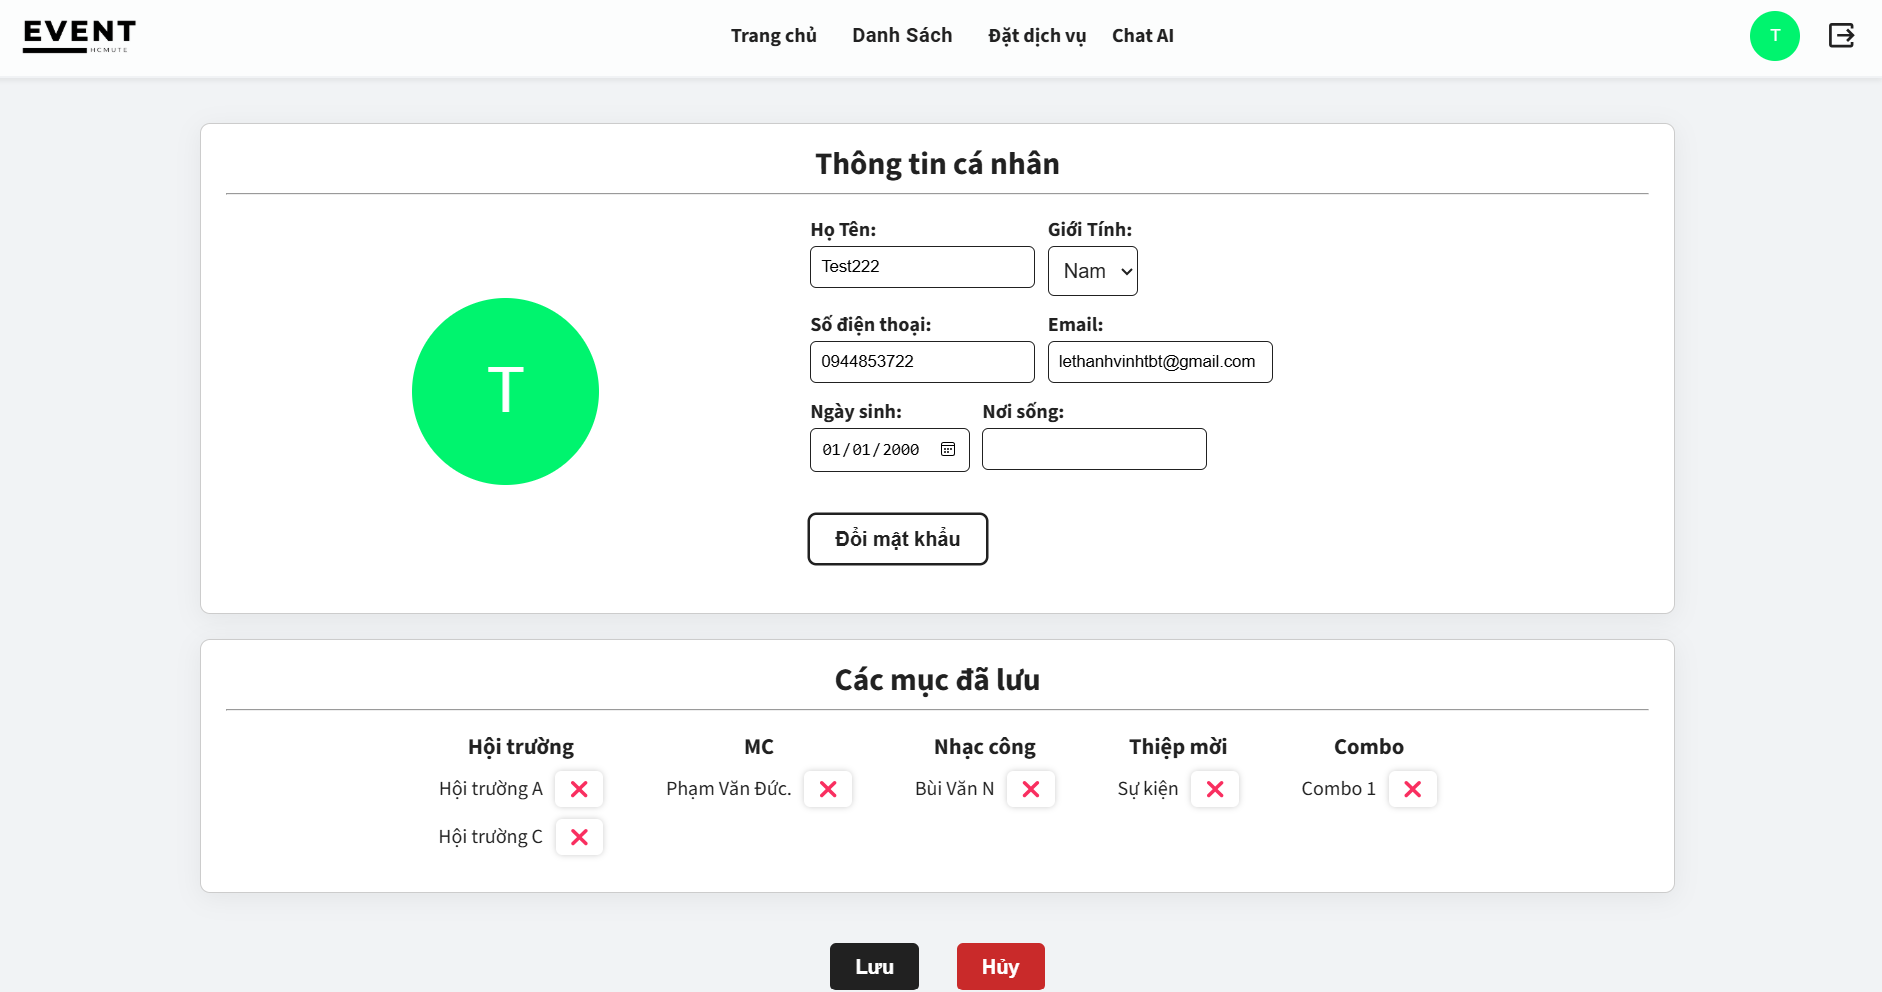 EVENT
HCMUTE
Trang chủ Danh Sách Đặt dịch vụ Chat AI
T
Thông tin cá nhân
T
Họ Tên: Giới Tính:
Test222 Nam
Số điện thoại: Email:
0944853722 lethanhvinhtbt@gmail.com
Ngày sinh: Nơi sống:
01/01/2000
Đổi mật khẩu
Các mục đã lưu
Hội trường MC Nhạc công Thiệp mời Combo
Hội trường A Phạm Văn Đức. Bùi Văn N Sự kiện Combo 1
Hội trường C
Lưu Hủy